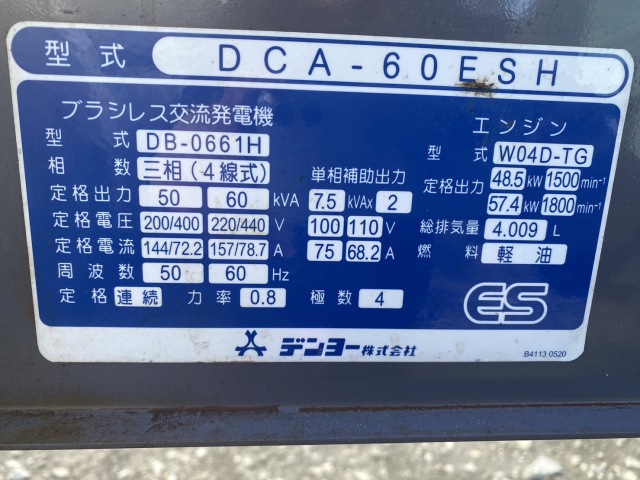 型式 DCA-60ESH
ブラシレス交流発電機
型式 DB-0661H
相数 三相(4線式)
定格出力 50 60 kVA
定格電圧 200/400 220/440 V
定格電流 144/72.2 157/78.7 A
周波数 50 60 Hz
定格 連続 力率 0.8 極数 4
単相補助出力
7.5 kVAx 2
100 110 V
75 68.2 A
エンジン
型式 W04D-TG
定格出力 48.5 kW 1500 min⁻¹
57.4 kW 1800 min⁻¹
総排気量 4.009 L
燃料 軽油
ES
デンヨー株式会社
B4113 0520